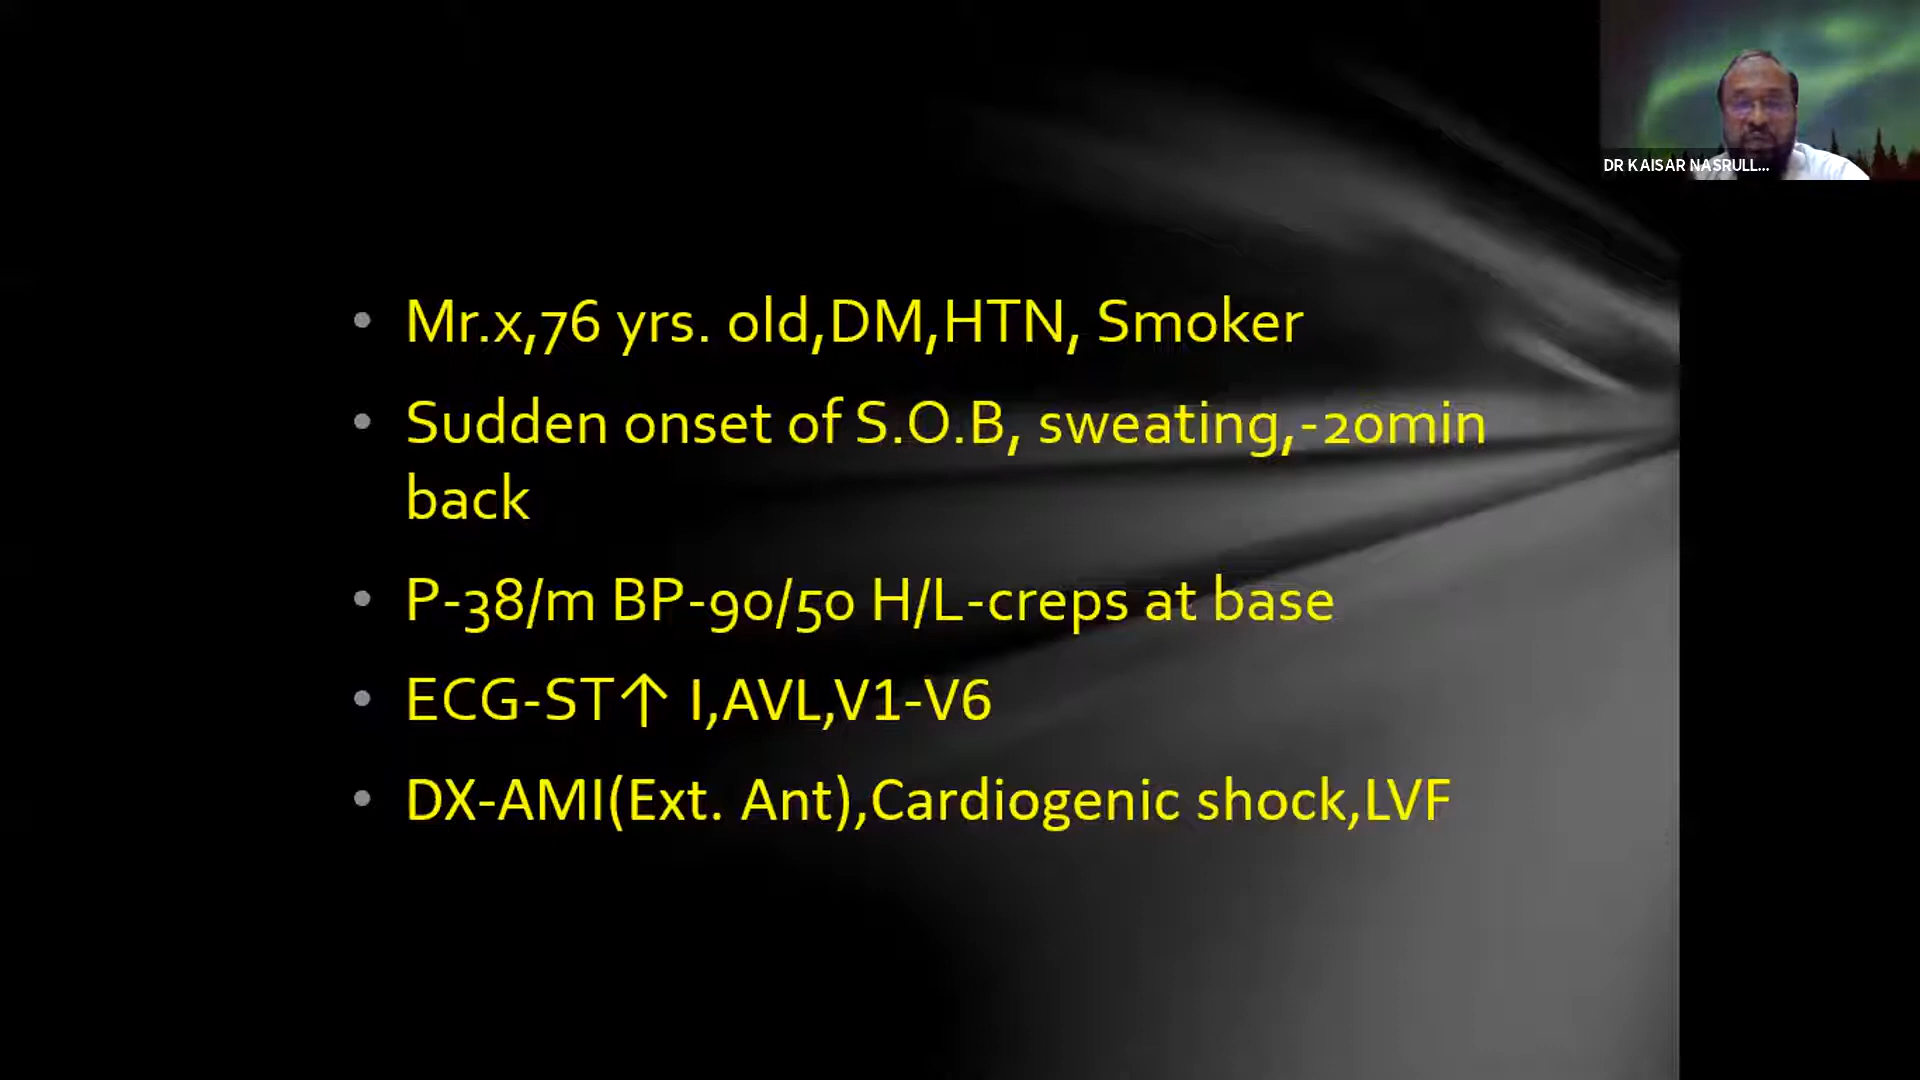 DR KAISAR NASRULL...
Mr.x,76 yrs. old,DM,HTN, Smoker
Sudden onset of S.O.B, sweating,-20min
back
P-38/m BP-90/50 H/L-creps at base
ECG-ST↑ I,AVL,V1-V6
DX-AMI(Ext. Ant),Cardiogenic shock,LVF